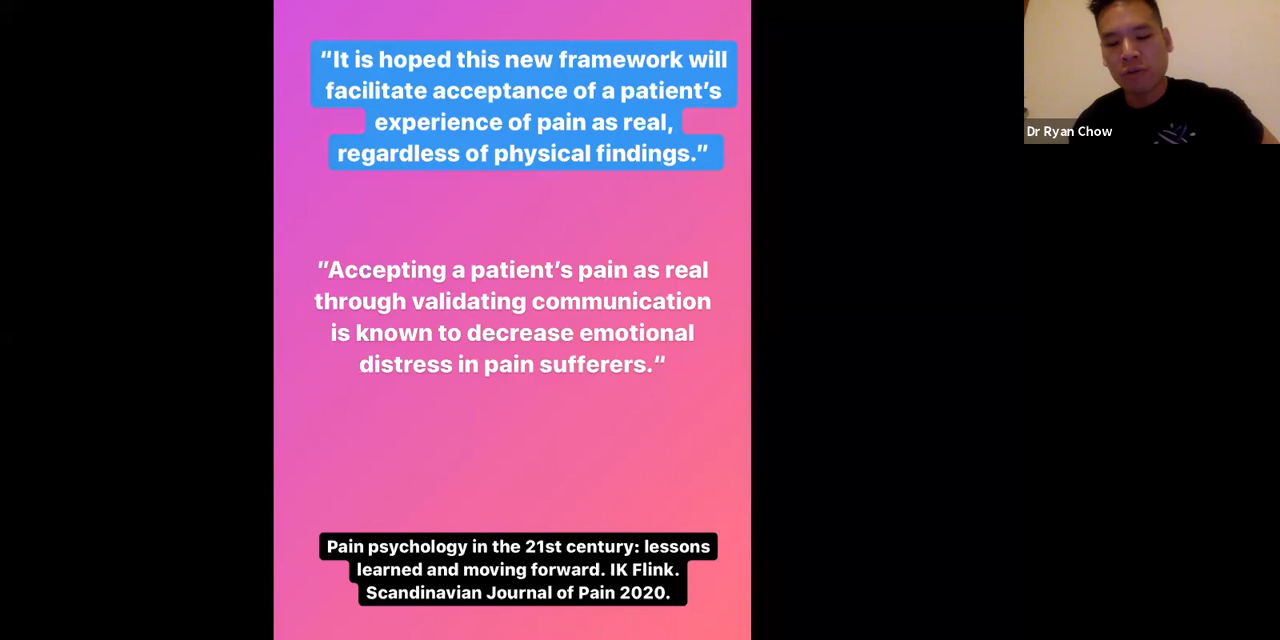 “It is hoped this new framework will
facilitate acceptance of a patient’s
experience of pain as real,
regardless of physical findings.”
”Accepting a patient’s pain as real
through validating communication
is known to decrease emotional
distress in pain sufferers.“
Pain psychology in the 21st century: lessons
learned and moving forward. IK Flink.
Scandinavian Journal of Pain 2020.
Dr Ryan Chow